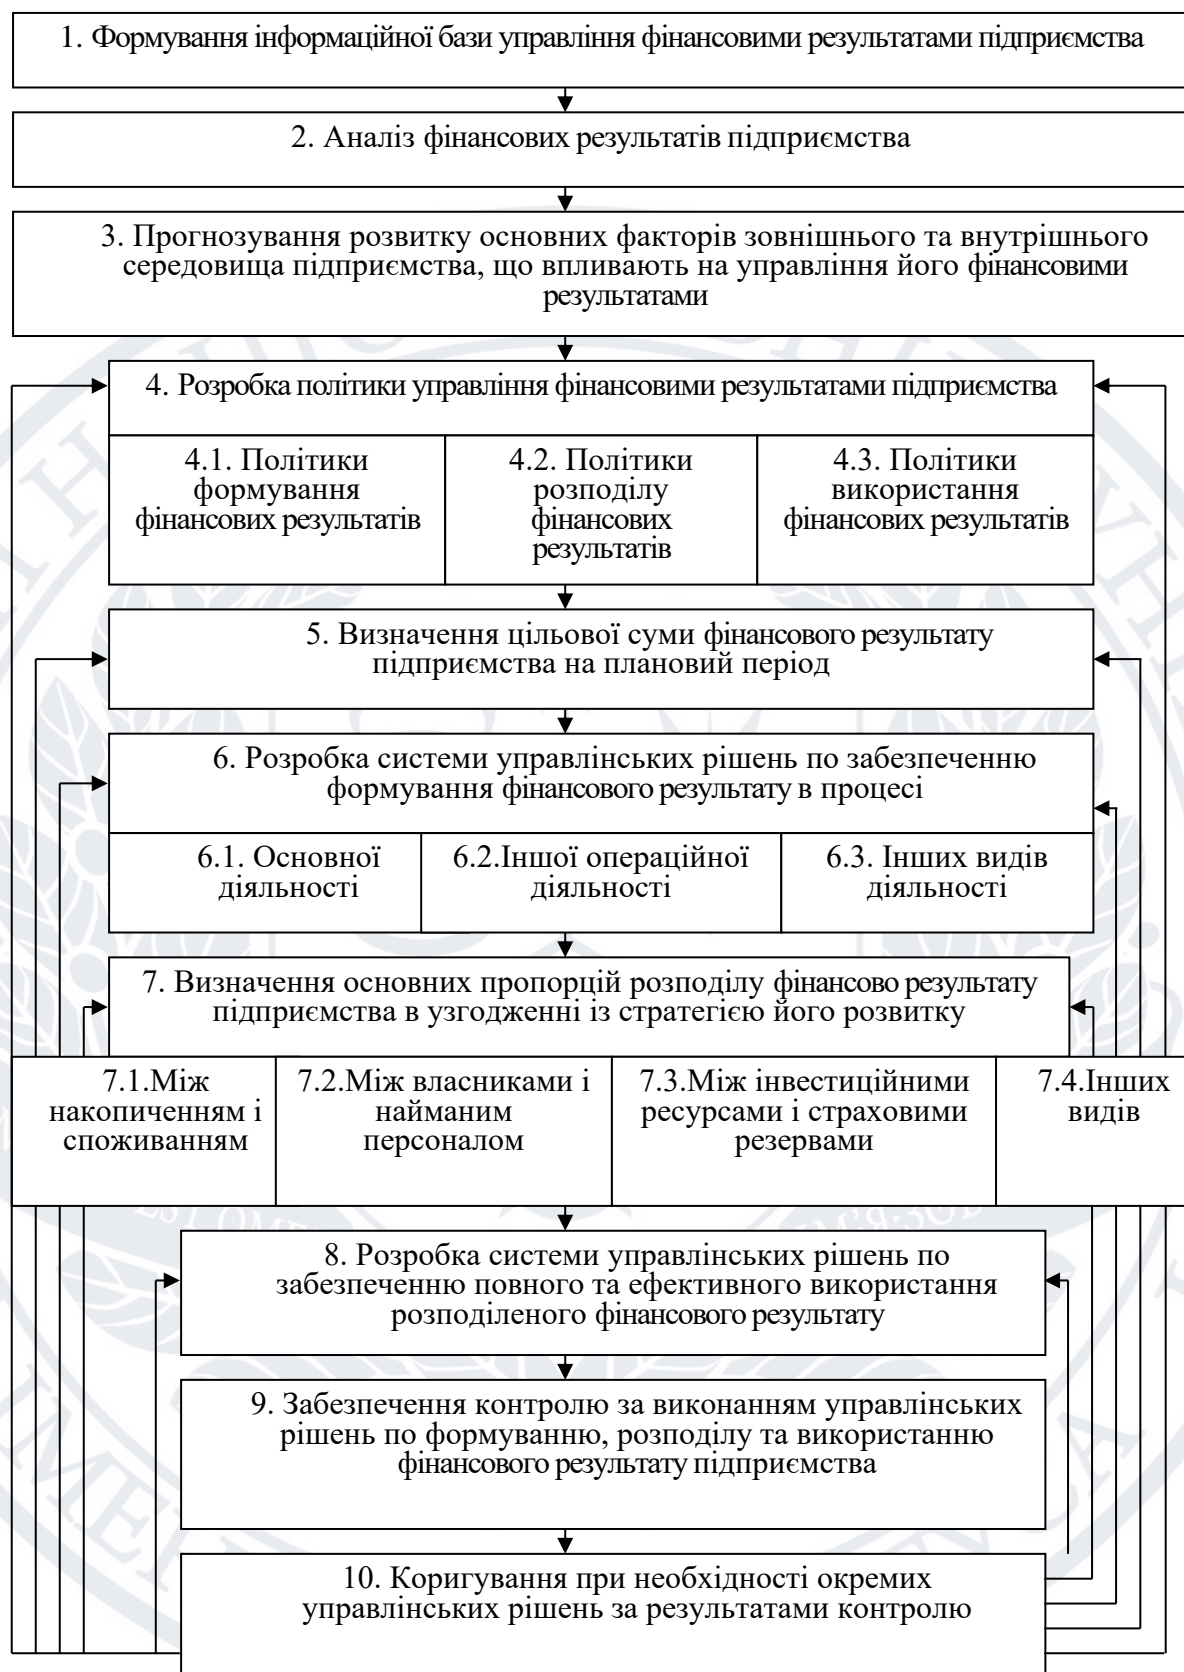 1. Формування інформаційної бази управління фінансовими результатами підприємства
2. Аналіз фінансових результатів підприємства
3. Прогнозування розвитку основних факторів зовнішнього та внутрішнього
середовища підприємства, що впливають на управління його фінансовими
результатами
4. Розробка політики управління фінансовими результатами підприємства
4.1. Політики
формування
фінансових результатів
4.2. Політики
розподілу
фінансових
результатів
4.3. Політики
використання
фінансових результатів
5. Визначення цільової суми фінансового результату
підприємства на плановий період
6. Розробка системи управлінських рішень по забезпеченню
формування фінансового результату в процесі
6.1. Основної
діяльності
6.2.Іншої операційної
діяльності
6.3. Інших видів
діяльності
7. Визначення основних пропорцій розподілу фінансово результату
підприємства в узгодженні із стратегією його розвитку
7.1.Між
накопиченням і
споживанням
7.2.Між власниками і
найманим
персоналом
7.3.Між інвестиційними
ресурсами і страховими
резервами
7.4.Інших
видів
8. Розробка системи управлінських рішень по
забезпеченню повного та ефективного використання
розподіленого фінансового результату
9. Забезпечення контролю за виконанням управлінських
рішень по формуванню, розподілу та використанню
фінансового результату підприємства
10. Коригування при необхідності окремих
управлінських рішень за результатами контролю